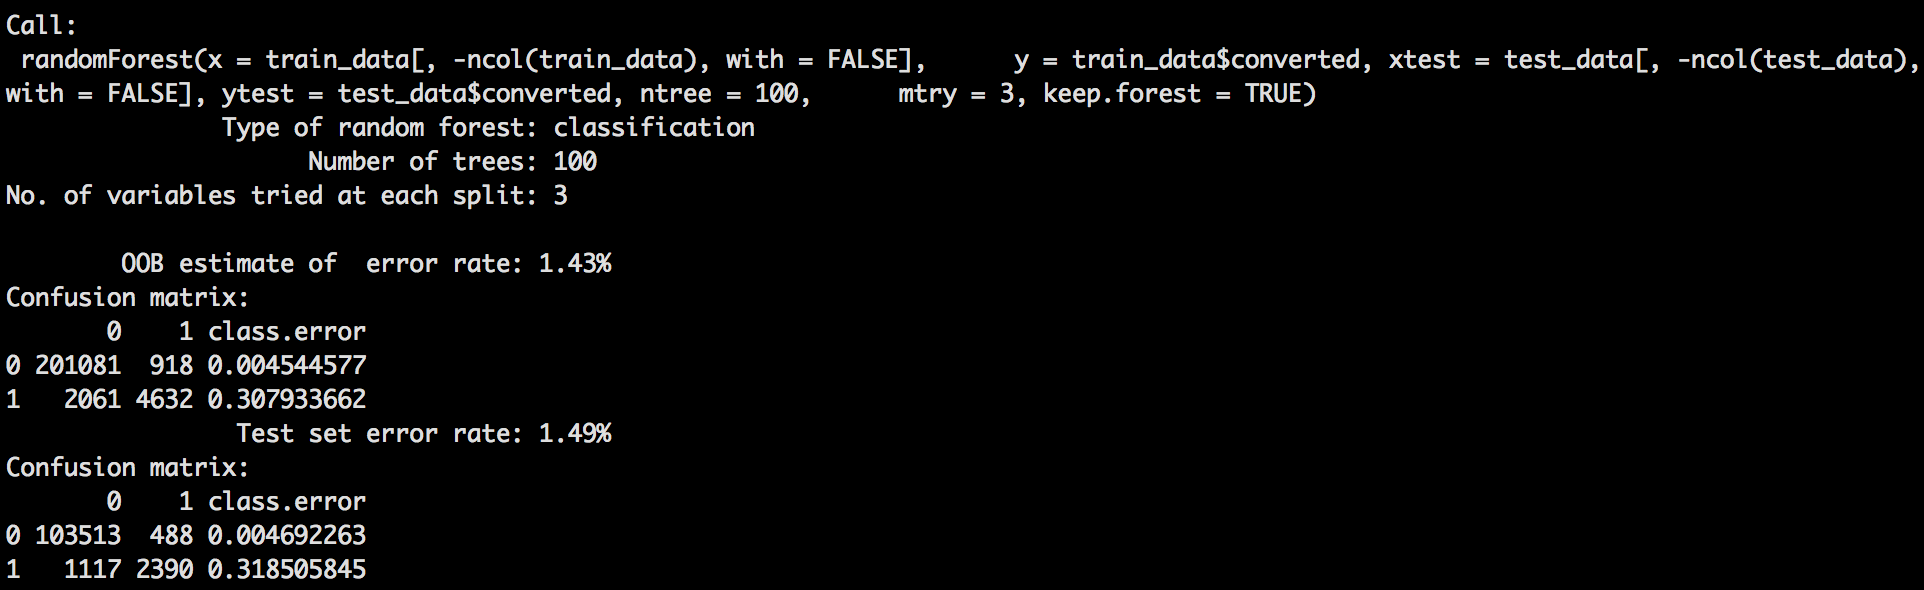 Call:
 randomForest(x = train_data[, -ncol(train_data), with = FALSE],      y = train_data$converted, xtest = test_data[, -ncol(test_data),
with = FALSE], ytest = test_data$converted, ntree = 100,      mtry = 3, keep.forest = TRUE)
               Type of random forest: classification
                     Number of trees: 100
No. of variables tried at each split: 3

        OOB estimate of  error rate: 1.43%
Confusion matrix:
       0    1 class.error
0 201081  918 0.004544577
1   2061 4632 0.307933662
                Test set error rate: 1.49%
Confusion matrix:
       0    1 class.error
0 103513  488 0.004692263
1   1117 2390 0.318505845